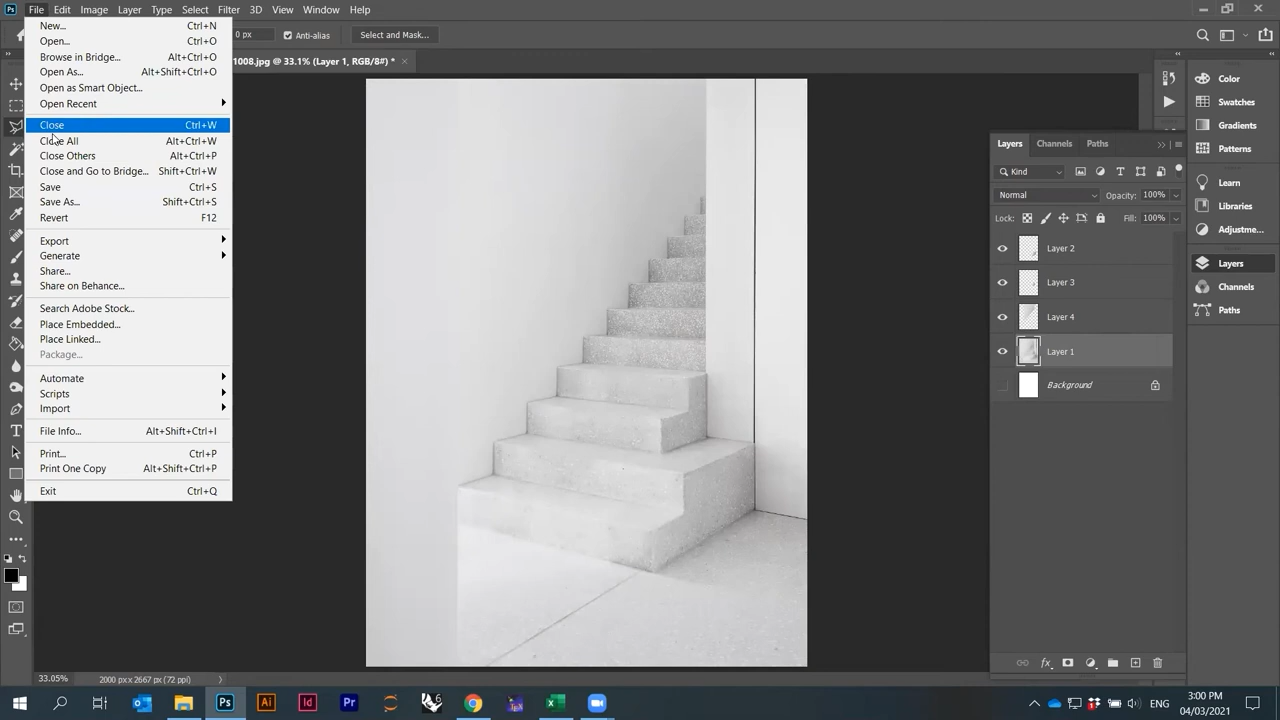 Ps File Edit Image Layer Type Select Filter 3D View Window Help
0 px Anti-alias Select and Mask...
1008.jpg @ 33.1% (Layer 1, RGB/8#) *
New... Ctrl+N
Open... Ctrl+O
Browse in Bridge... Alt+Ctrl+O
Open As... Alt+Shift+Ctrl+O
Open as Smart Object...
Open Recent
Close Ctrl+W
Close All Alt+Ctrl+W
Close Others Alt+Ctrl+P
Close and Go to Bridge... Shift+Ctrl+W
Save Ctrl+S
Save As... Shift+Ctrl+S
Revert F12
Export
Generate
Share...
Share on Behance...
Search Adobe Stock...
Place Embedded...
Place Linked...
Package...
Automate
Scripts
Import
File Info... Alt+Shift+Ctrl+I
Print... Ctrl+P
Print One Copy Alt+Shift+Ctrl+P
Exit Ctrl+Q
Layers Channels Paths
Kind
Normal Opacity: 100%
Lock: Fill: 100%
Layer 2
Layer 3
Layer 4
Layer 1
Background
Color
Swatches
Gradients
Patterns
Learn
Libraries
Adjustme...
Layers
Channels
Paths
33.05% 2000 px x 2667 px (72 ppi)
Ps Ai Id Pr 6
ENG
3:00 PM
04/03/2021